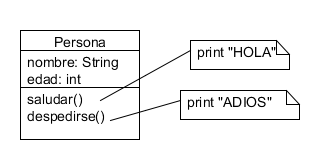 Persona
nombre: String
edad: int
saludar()
despedirse()
print "HOLA"
print "ADIOS"